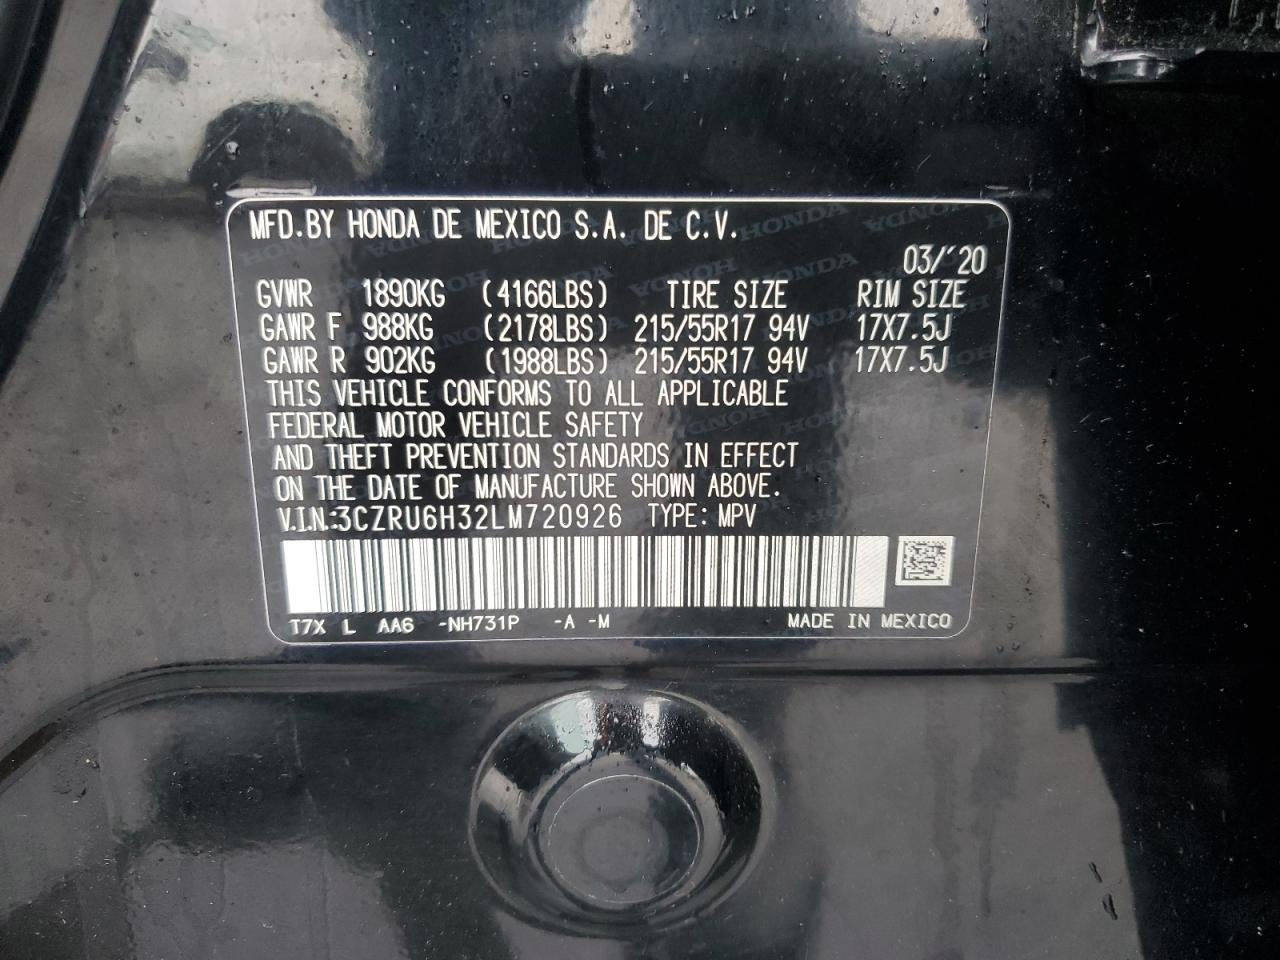 MFD.BY HONDA DE MEXICO S.A. DE C.V.
03/'20
GVWR 1890KG (4166LBS) TIRE SIZE RIM SIZE
GAWR F 988KG (2178LBS) 215/55R17 94V 17X7.5J
GAWR R 902KG (1988LBS) 215/55R17 94V 17X7.5J
THIS VEHICLE CONFORMS TO ALL APPLICABLE
FEDERAL MOTOR VEHICLE SAFETY
AND THEFT PREVENTION STANDARDS IN EFFECT
ON THE DATE OF MANUFACTURE SHOWN ABOVE.
V.I.N.:3CZRU6H32LM720926 TYPE: MPV
T7X L AA6 -NH731P -A -M MADE IN MEXICO